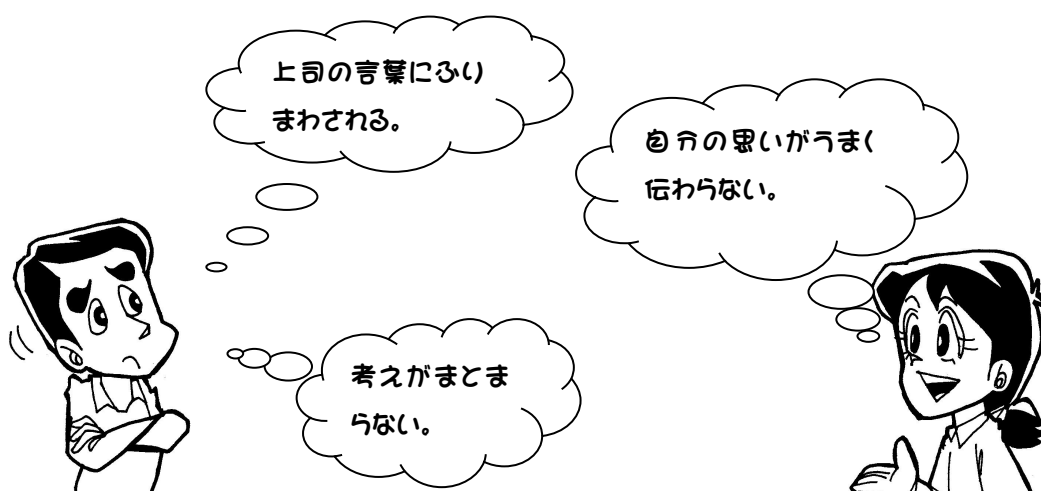 上司の言葉にふり
まわされる。
自分の思いがうまく
伝わらない。
考えがまとま
らない。